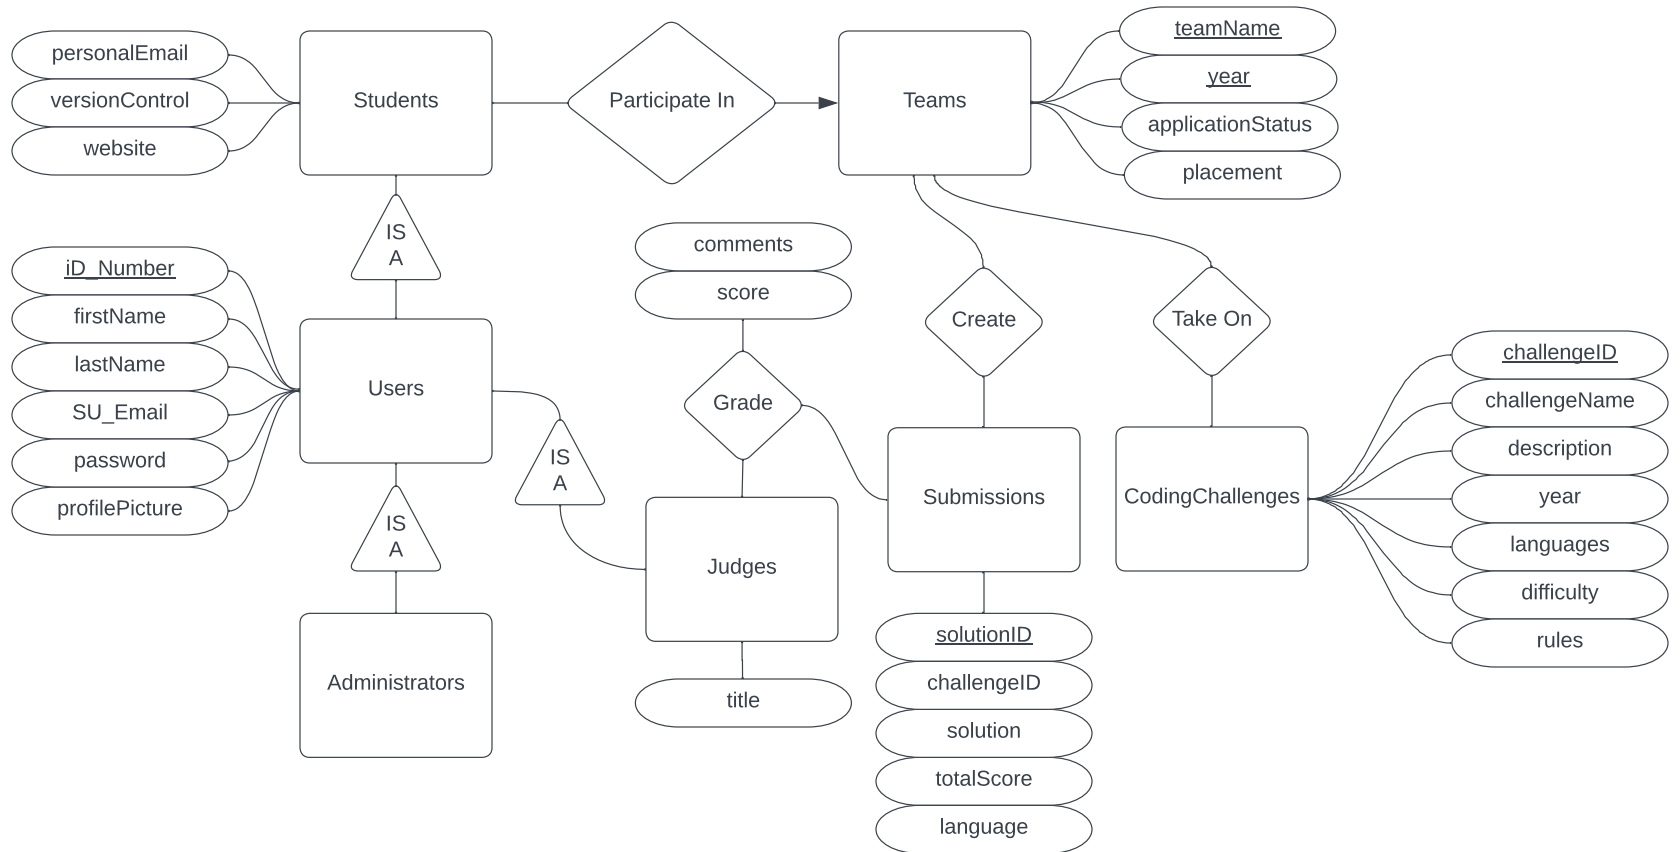 personalEmail
versionControl
website
Students
Participate In
Teams
teamName
year
applicationStatus
placement
IS
A
iD_Number
firstName
lastName
SU_Email
password
profilePicture
Users
IS
A
Administrators
IS
A
comments
score
Grade
Judges
title
Create
Submissions
solutionID
challengeID
solution
totalScore
language
Take On
CodingChallenges
challengeID
challengeName
description
year
languages
difficulty
rules